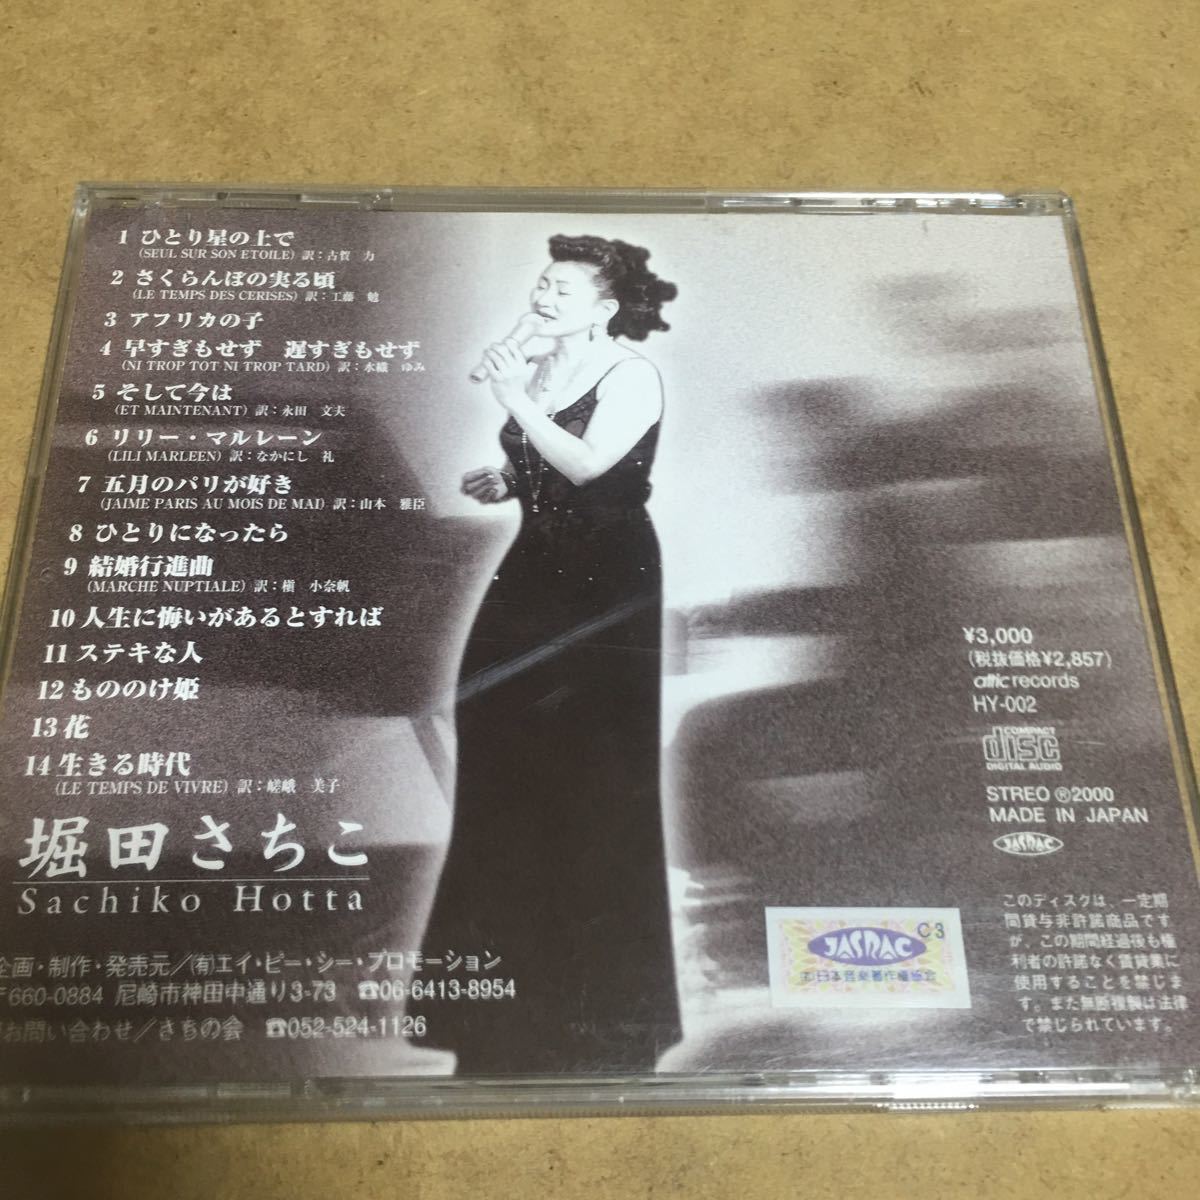 1 ひとり星の上で
(SEUL SUR SON ETOILE) 訳：古賀 力
2 さくらんぼの実る頃
(LE TEMPS DES CERISES) 訳：工藤 勉
3 アフリカの子
4 早すぎもせず 遅すぎもせず
(NI TROP TOT NI TROP TARD) 訳：水織 ゆみ
5 そして今は
(ET MAINTENANT) 訳：永田 文夫
6 リリー・マルレーン
(LILI MARLEEN) 訳：なかにし 礼
7 五月のパリが好き
(JAIME PARIS AU MOIS DE MAI) 訳：山本 雅臣
8 ひとりになったら
9 結婚行進曲
(MARCHE NUPTIALE) 訳：槇 小奈帆
10 人生に悔いがあるとすれば
11 ステキな人
12 もののけ姫
13 花
14 生きる時代
(LE TEMPS DE VIVRE) 訳：嵯峨 美子
堀田さちこ
Sachiko Hotta
企画・制作・発売元／(有)エイ・ピー・シー・プロモーション
〒660-0884 尼崎市神田中通り3-73 ☎06-6413-8954
お問い合わせ／さちの会 ☎052-524-1126
¥3,000
(税抜価格¥2,857)
attic records
HY-002
COMPACT
disc
DIGITAL AUDIO
STREO ℗2000
MADE IN JAPAN
JASRAC
JASRAC C3
(社)日本音楽著作権協会
このディスクは、一定期
間貸与非許諾商品です
が、この期間経過後も権
利者の許諾なく賃貸業に
使用することを禁じま
す。また無断複製は法律
で禁じられています。